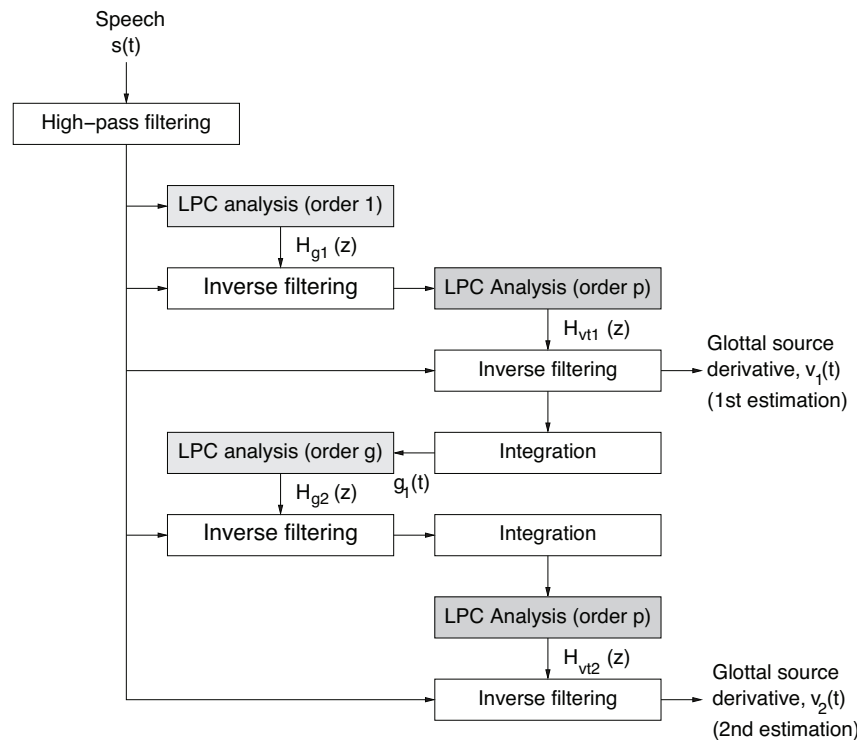 Speech
s(t)
High–pass filtering
LPC analysis (order 1)
H_g1 (z)
Inverse filtering
LPC Analysis (order p)
H_vt1 (z)
Inverse filtering
Glottal source
derivative, v_1(t)
(1st estimation)
LPC analysis (order g)
g_1(t)
Integration
H_g2 (z)
Inverse filtering
Integration
LPC Analysis (order p)
H_vt2 (z)
Inverse filtering
Glottal source
derivative, v_2(t)
(2nd estimation)